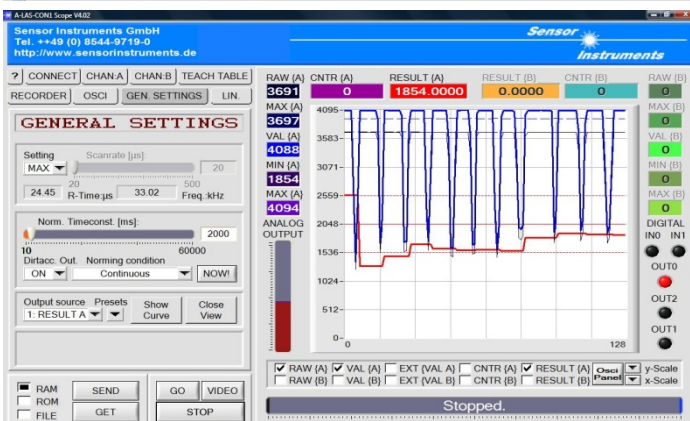 A-LAS-CON1 Scope V4.02
Sensor Instruments GmbH
Tel. ++49 (0) 8544-9719-0
http://www.sensorinstruments.de
Sensor
Instruments
? CONNECT CHAN:A CHAN:B TEACH TABLE
RECORDER OSCI GEN. SETTINGS LIN.
GENERAL SETTINGS
Setting Scanrate [µs]:
MAX 20
20 500
24.45 R-Time:µs 33.02 Freq.:kHz
Norm. Timeconst. [ms]:
2000
10 60000
Dirtacc. Out. Norming condition
ON Continuous NOW!
Output source Presets
1: RESULT A
Show Curve
Close View
RAM
ROM
FILE
SEND
GET
GO VIDEO
STOP
RAW {A} CNTR {A} RESULT {A} RESULT {B} CNTR {B} RAW {B}
3691 0 1854.0000 0.0000 0 0
MAX {A}
3697
VAL {A}
4088
MIN {A}
1854
MAX {A}
4094
ANALOG
OUTPUT
4095
3583
3071
2559
2048
1536
1024
512
0
0 128
MAX {B}
0
VAL {B}
0
MIN {B}
0
MAX {B}
0
DIGITAL
IN0 IN1
OUT0
OUT2
OUT1
RAW {A} VAL {A} EXT {VAL A} CNTR {A} RESULT {A} Osci y-Scale
RAW {B} VAL {B} EXT {VAL B} CNTR {B} RESULT {B} Panel x-Scale
Stopped.